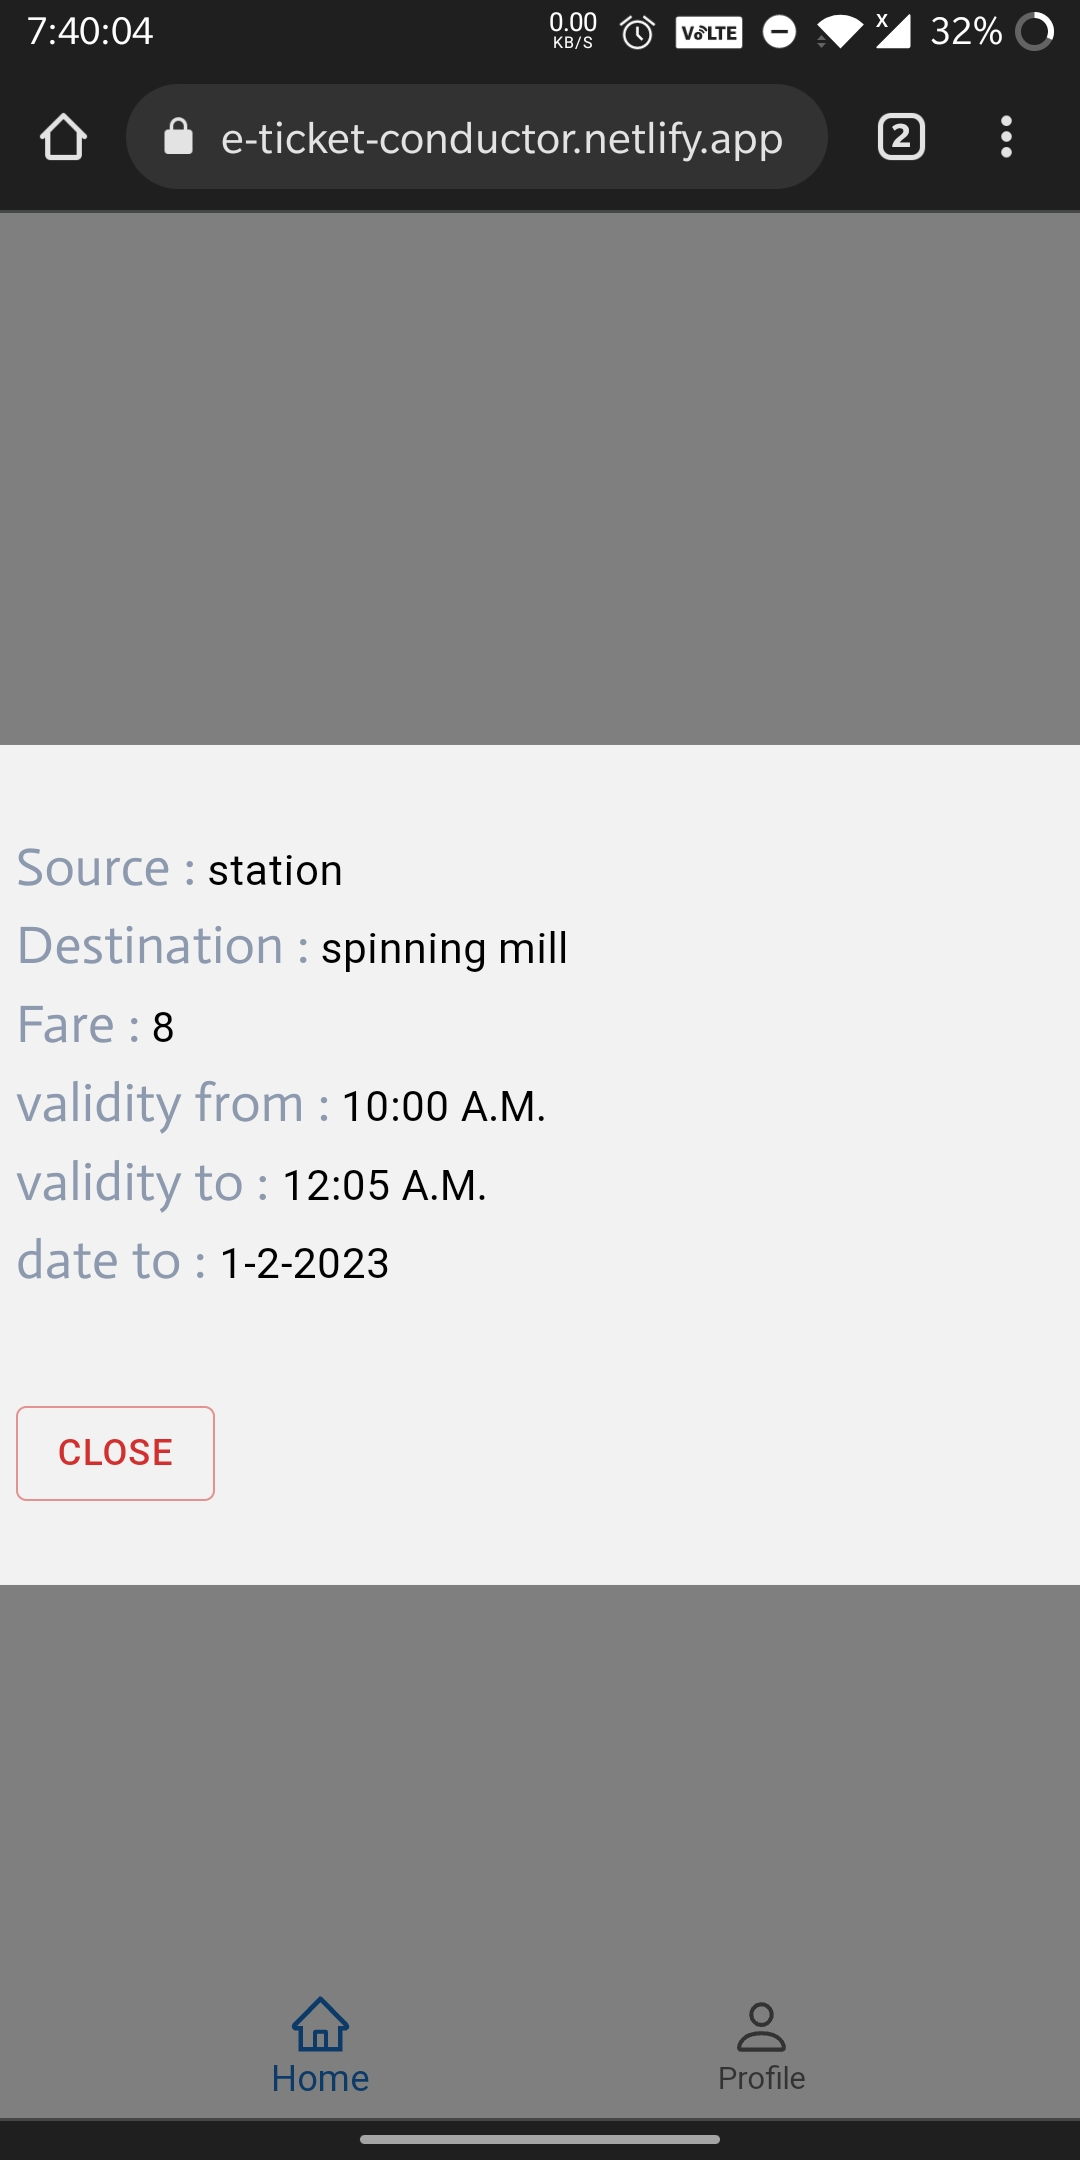 7:40:04 0.00 KB/S VoLTE X 32%
e-ticket-conductor.netlify.app 2
Source : station
Destination : spinning mill
Fare : 8
validity from : 10:00 A.M.
validity to : 12:05 A.M.
date to : 1-2-2023
CLOSE
Home Profile